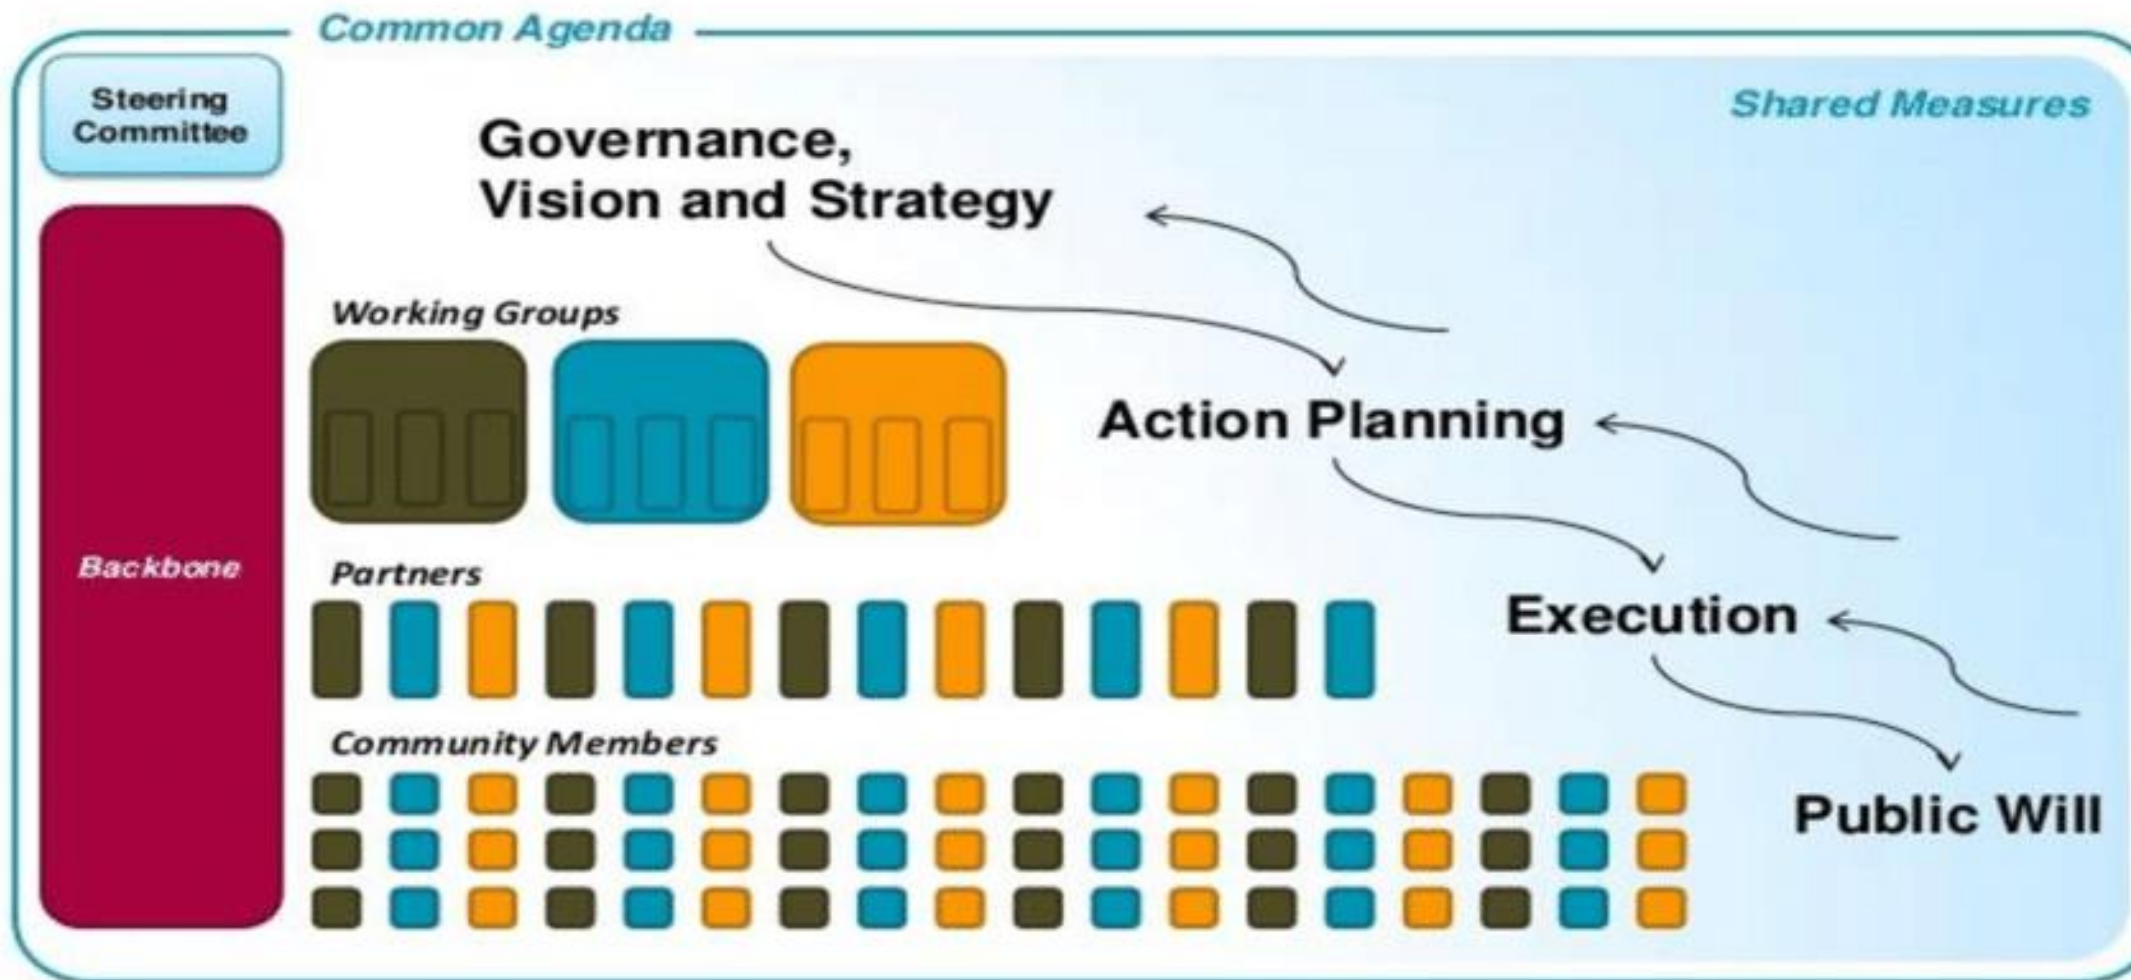 Common Agenda
Steering
Committee
Shared Measures
Governance,
Vision and Strategy
Working Groups
Action Planning
Backbone
Partners
Execution
Community Members
Public Will